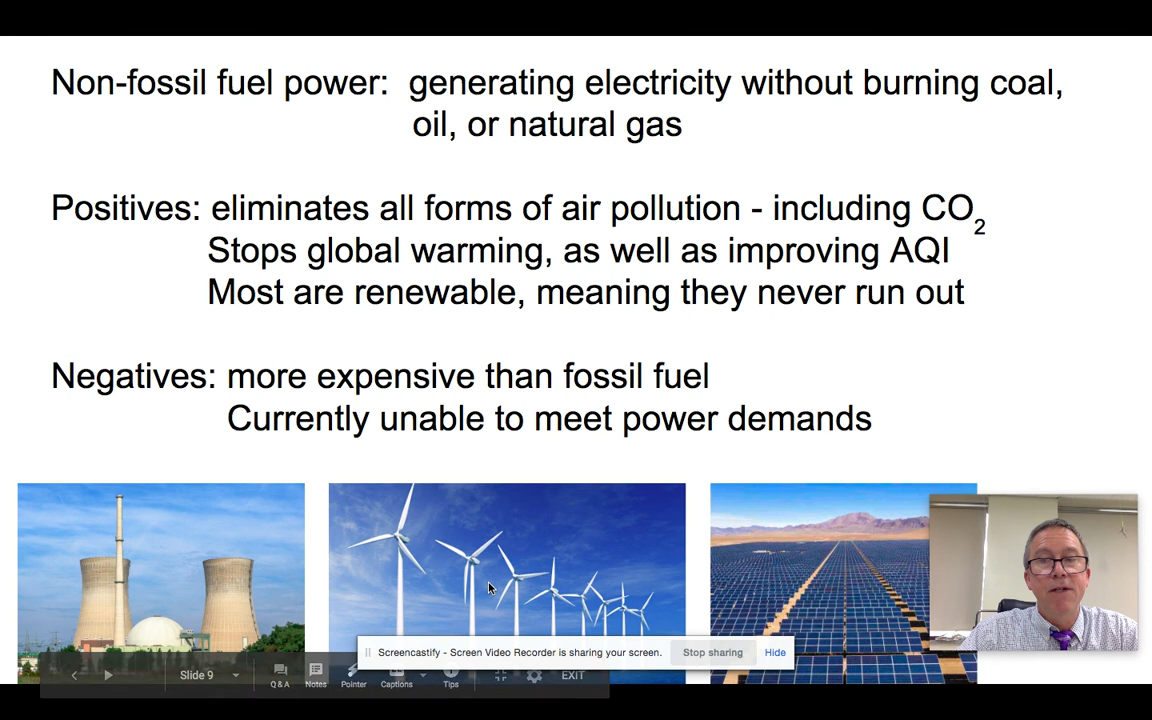 Non-fossil fuel power: generating electricity without burning coal,
oil, or natural gas
Positives: eliminates all forms of air pollution - including CO₂
Stops global warming, as well as improving AQI
Most are renewable, meaning they never run out
Negatives: more expensive than fossil fuel
Currently unable to meet power demands
Screencastify - Screen Video Recorder is sharing your screen.
Stop sharing
Hide
Slide 9
Q & A
Notes
Pointer
Captions
Tips
EXIT